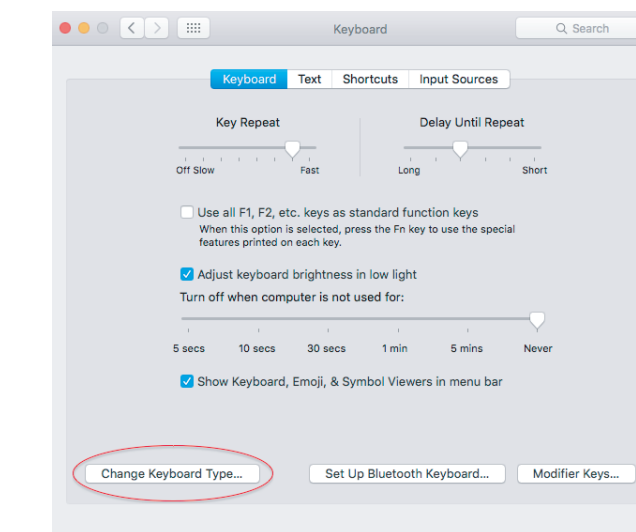 Keyboard
Search
Keyboard Text Shortcuts Input Sources
Key Repeat
Delay Until Repeat
Off Slow Fast
Long Short
Use all F1, F2, etc. keys as standard function keys
When this option is selected, press the Fn key to use the special
features printed on each key.
Adjust keyboard brightness in low light
Turn off when computer is not used for:
5 secs 10 secs 30 secs 1 min 5 mins Never
Show Keyboard, Emoji, & Symbol Viewers in menu bar
Change Keyboard Type... Set Up Bluetooth Keyboard... Modifier Keys...